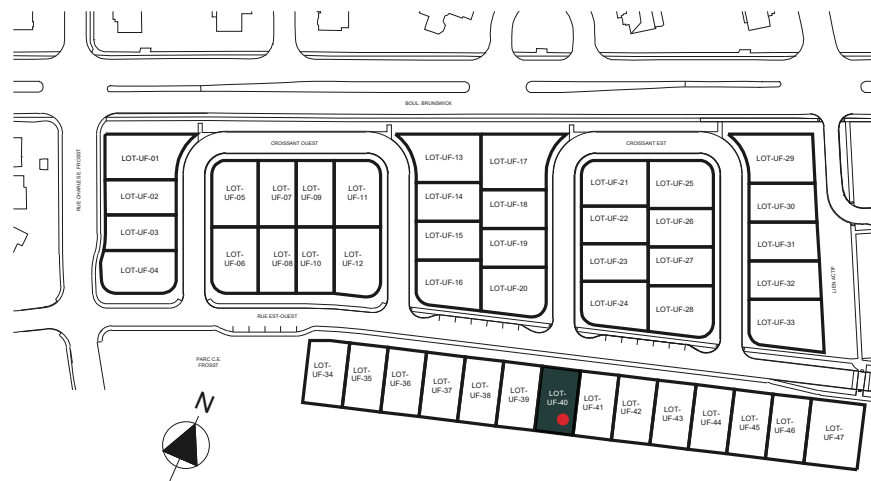 BOUL. BRUNSWICK
RUE CHARLES E. FROSST
CROISSANT OUEST
CROISSANT EST
LOT-UF-01
LOT-UF-02
LOT-UF-03
LOT-UF-04
LOT-
UF-05
LOT-
UF-07
LOT-
UF-09
LOT-
UF-11
LOT-
UF-06
LOT-
UF-08
LOT-
UF-10
LOT-
UF-12
LOT-UF-13
LOT-UF-14
LOT-UF-15
LOT-UF-16
LOT-UF-17
LOT-UF-18
LOT-UF-19
LOT-UF-20
LOT-UF-21
LOT-UF-22
LOT-UF-23
LOT-UF-24
LOT-UF-25
LOT-UF-26
LOT-UF-27
LOT-UF-28
LOT-UF-29
LOT-UF-30
LOT-UF-31
LOT-UF-32
LOT-UF-33
LIEN ACTIF
RUE EST-OUEST
PARC C.E.
FROSST
LOT-
UF-34
LOT-
UF-35
LOT-
UF-36
LOT-
UF-37
LOT-
UF-38
LOT-
UF-39
LOT-
UF-40
LOT-
UF-41
LOT-
UF-42
LOT-
UF-43
LOT-
UF-44
LOT-
UF-45
LOT-
UF-46
LOT-
UF-47
N